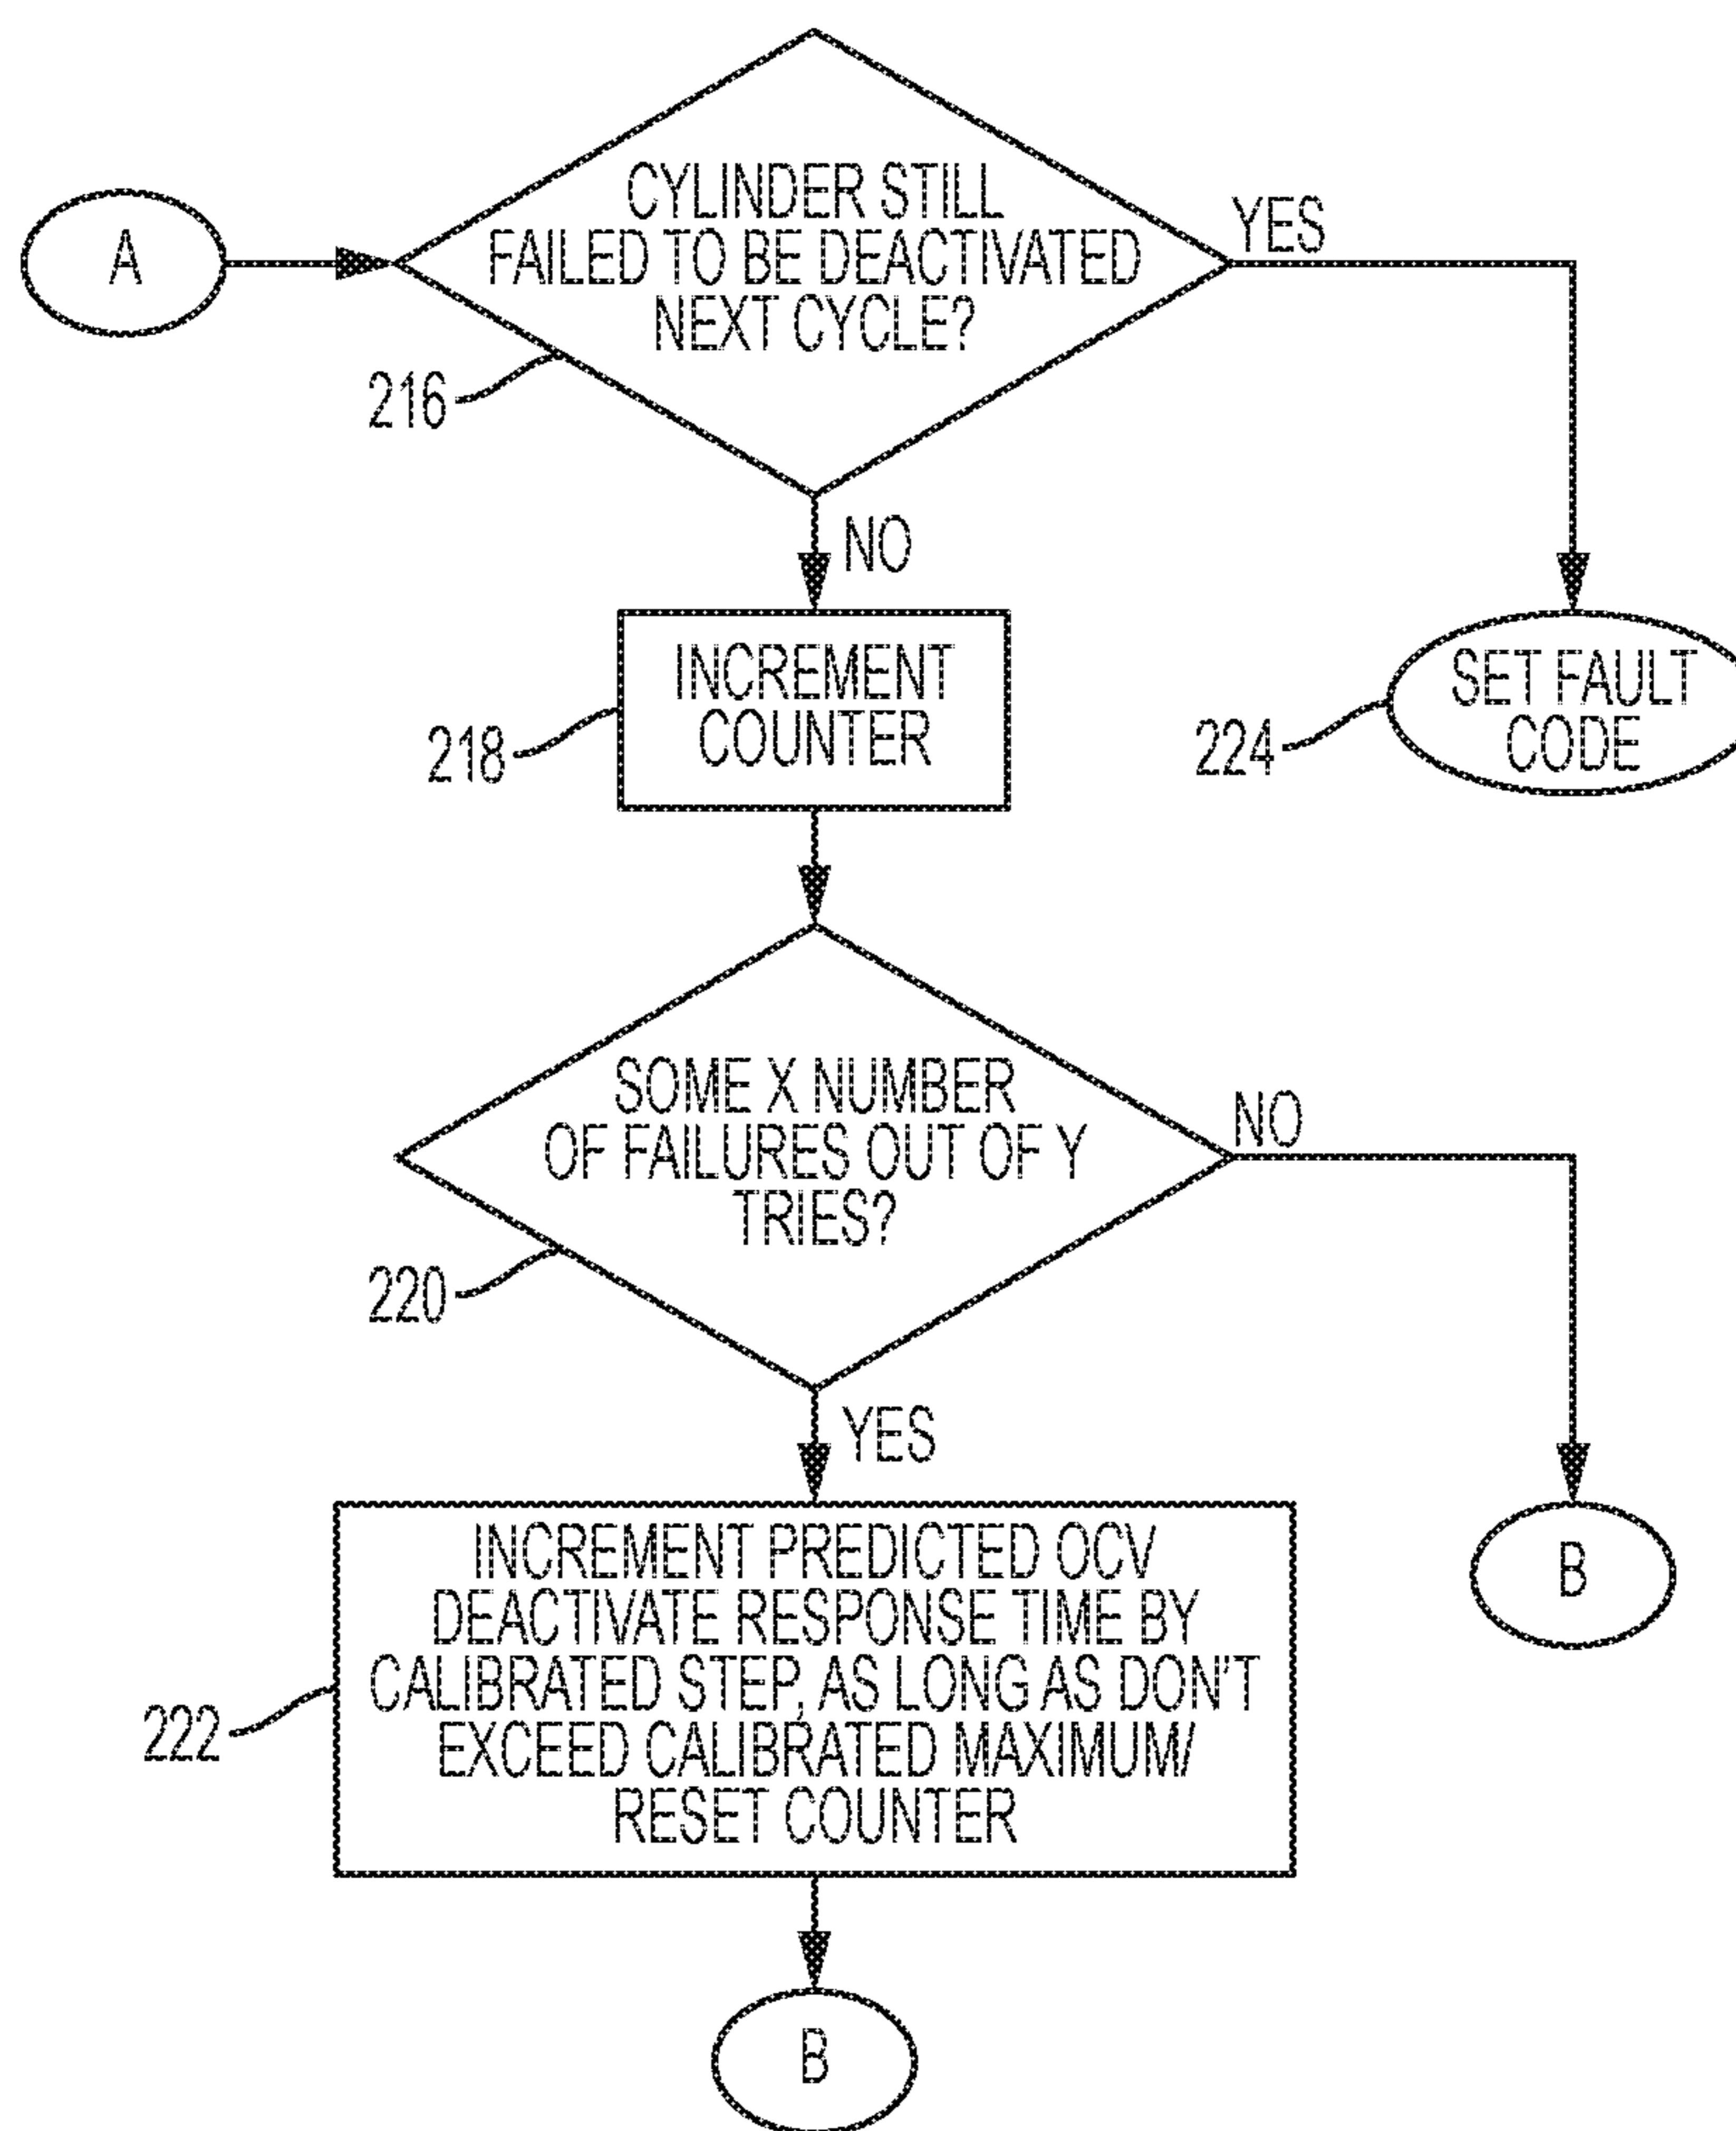 A
CYLINDER STILL
FAILED TO BE DEACTIVATED
NEXT CYCLE?
YES
216
NO
INCREMENT
COUNTER
218
SET FAULT
CODE
224
SOME X NUMBER
OF FAILURES OUT OF Y
TRIES?
NO
220
YES
INCREMENT PREDICTED OCV
DEACTIVATE RESPONSE TIME BY
CALIBRATED STEP, AS LONG AS DON'T
EXCEED CALIBRATED MAXIMUM/
RESET COUNTER
222
B
B